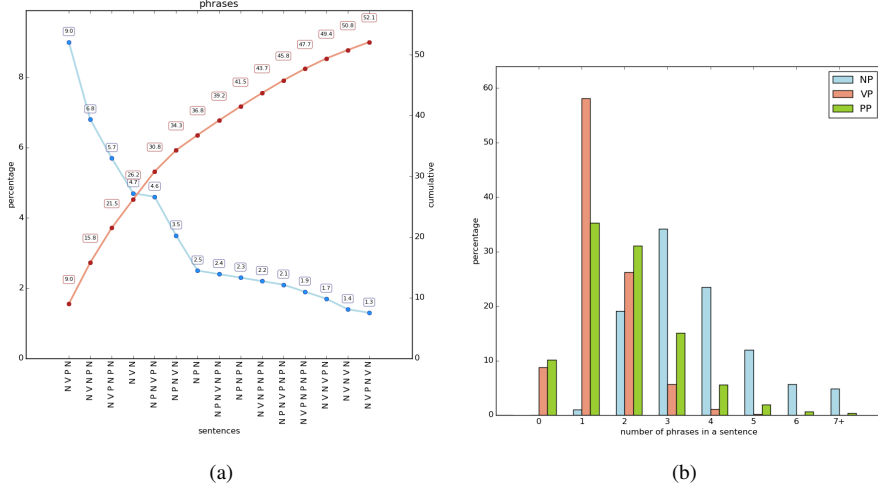 phrases
9.0
6.8
5.7
4.7
4.6
3.5
2.5
2.4
2.3
2.2
2.1
1.9
1.7
1.4
1.3
9.0
15.8
21.5
26.2
30.8
34.3
36.8
39.2
41.5
43.7
45.8
47.7
49.4
50.8
52.1
8
6
4
2
0
percentage
50
40
30
20
10
0
cumulative
N V P N
N V N P N
N V P N P N
N V N
N P N V P N
N P N V N
N P N
N P N V N P N
N P N P N
N V N P N P N
N P N V P N P N
N V P N P N P N
N V N V N
N V P N V N
sentences
(a)
NP
VP
PP
60
50
40
30
20
10
0
percentage
0 1 2 3 4 5 6 7+
number of phrases in a sentence
(b)